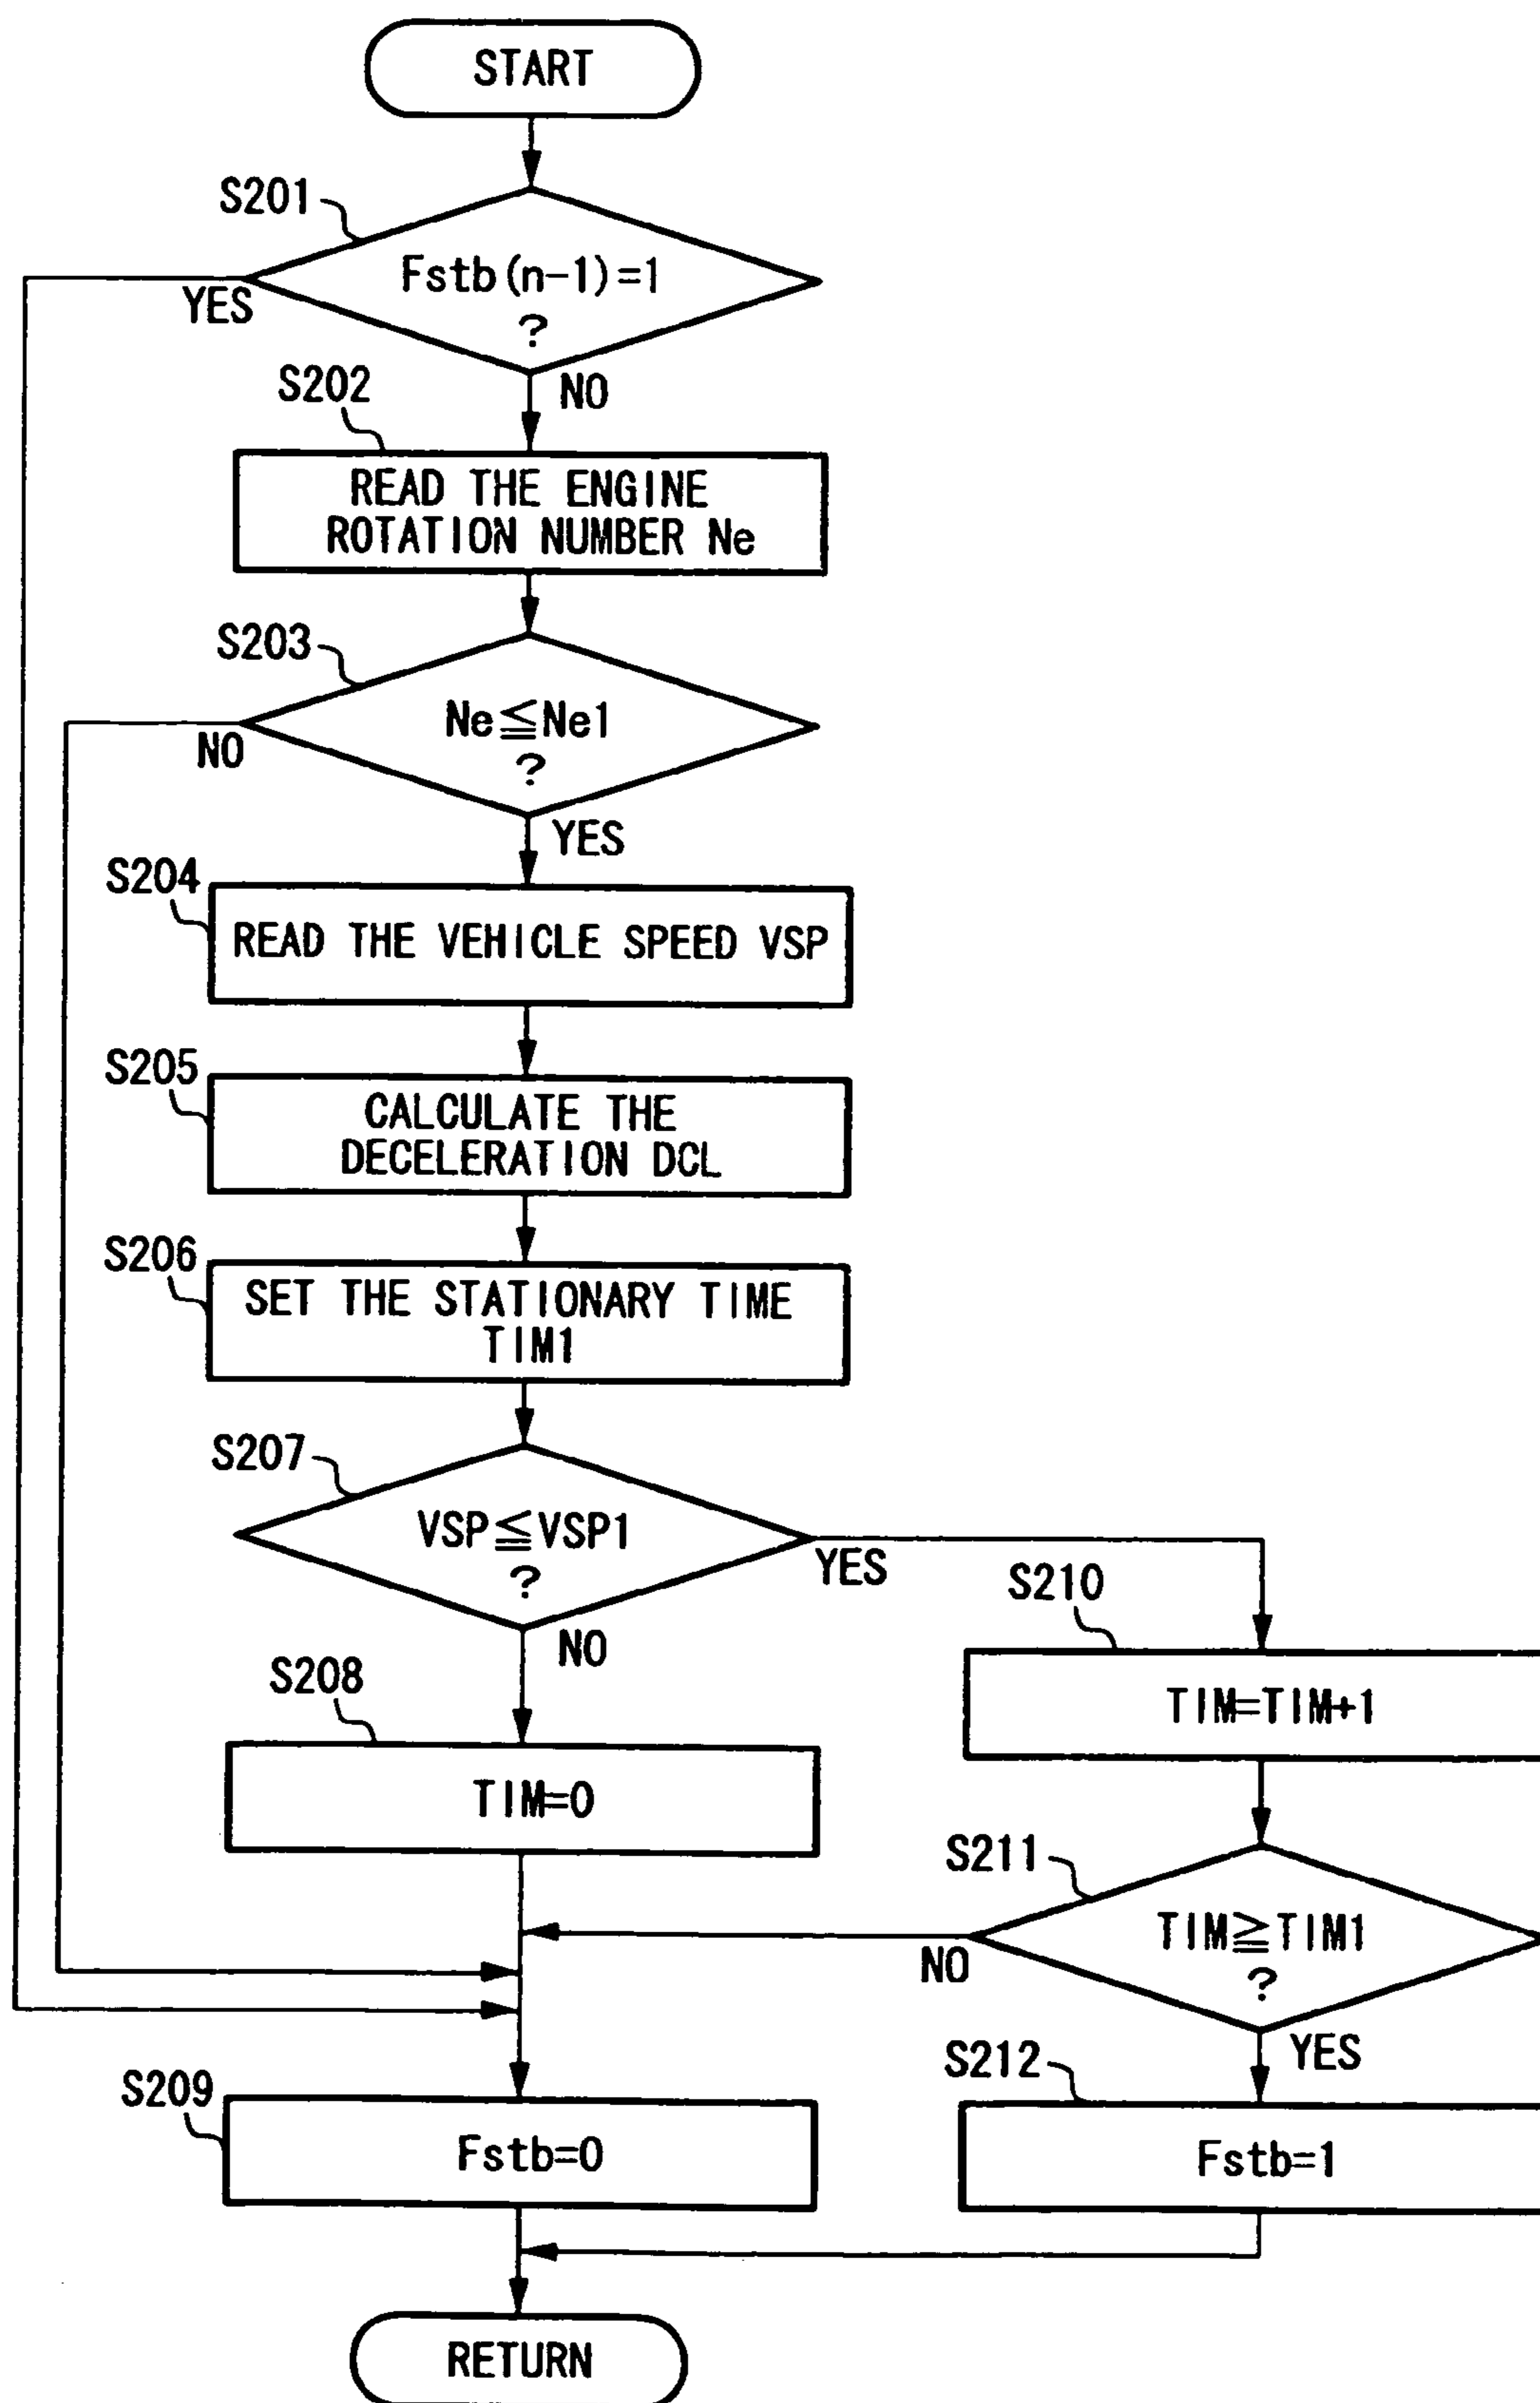 START
S201
Fstb(n-1)=1
?
YES
NO
S202
READ THE ENGINE
ROTATION NUMBER Ne
S203
Ne≦Ne1
?
NO
YES
S204
READ THE VEHICLE SPEED VSP
S205
CALCULATE THE
DECELERATION DCL
S206
SET THE STATIONARY TIME
TIM1
S207
VSP≦VSP1
?
YES
NO
S210
TIM=TIM+1
S208
TIM=0
S211
TIM≧TIM1
?
NO
YES
S209
Fstb=0
S212
Fstb=1
RETURN